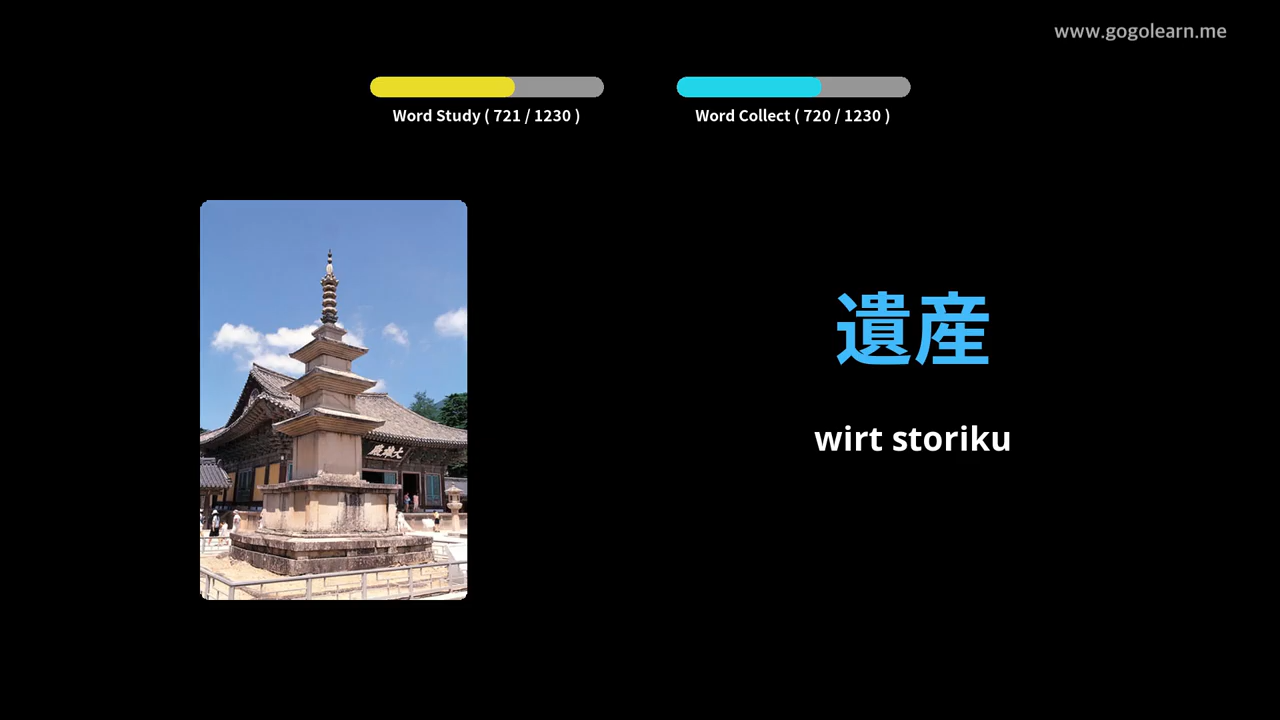 www.gogolearn.me
Word Study ( 721 / 1230 )
Word Collect ( 720 / 1230 )
遺産
wirt storiku